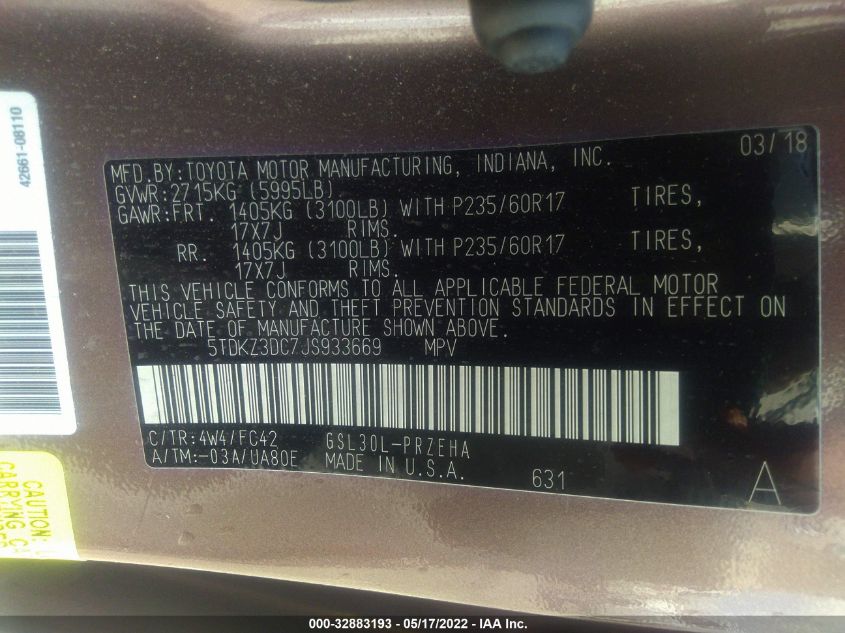 42661-08110
MFD.BY:TOYOTA MOTOR MANUFACTURING, INDIANA, INC. 03/18
GVWR:2715KG (5995LB)
GAWR:FRT. 1405KG (3100LB) WITH P235/60R17 TIRES,
17X7J RIMS.
RR. 1405KG (3100LB) WITH P235/60R17 TIRES,
17X7J RIMS.
THIS VEHICLE CONFORMS TO ALL APPLICABLE FEDERAL MOTOR
VEHICLE SAFETY AND THEFT PREVENTION STANDARDS IN EFFECT ON
THE DATE OF MANUFACTURE SHOWN ABOVE.
5TDKZ3DC7JS933669 MPV
C/TR:4W4/FC42 GSL30L-PRZEHA
A/TM:-03A/UA80E MADE IN U.S.A. 631 A
CAUTION:
CARRYING
000-32883193 - 05/17/2022 - IAA Inc.